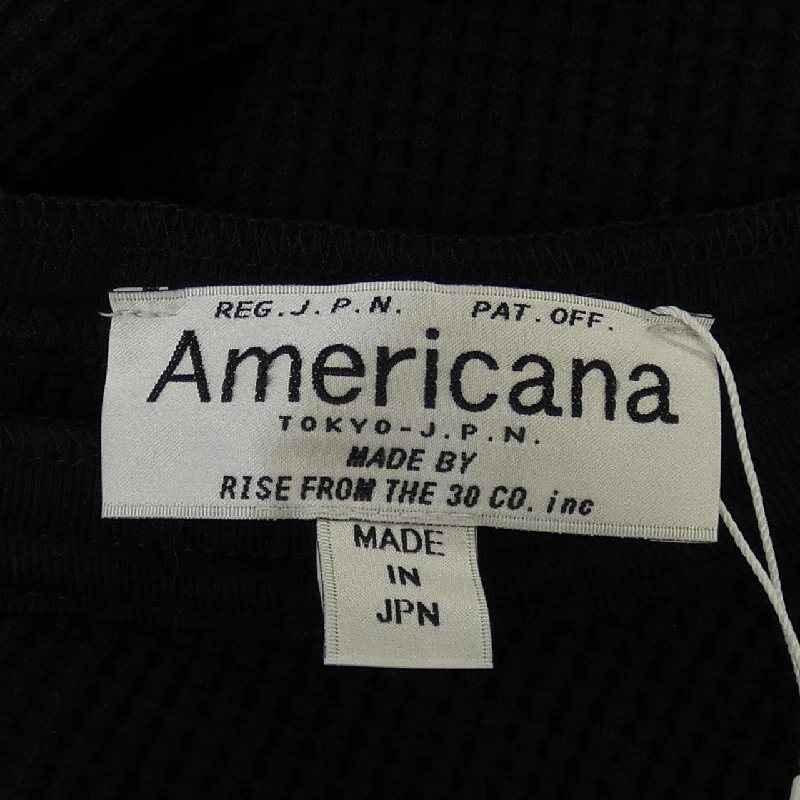 REG.J.P.N. PAT.OFF.
Americana
TOKYO-J.P.N.
MADE BY
RISE FROM THE 30 CO. inc
MADE
IN
JPN